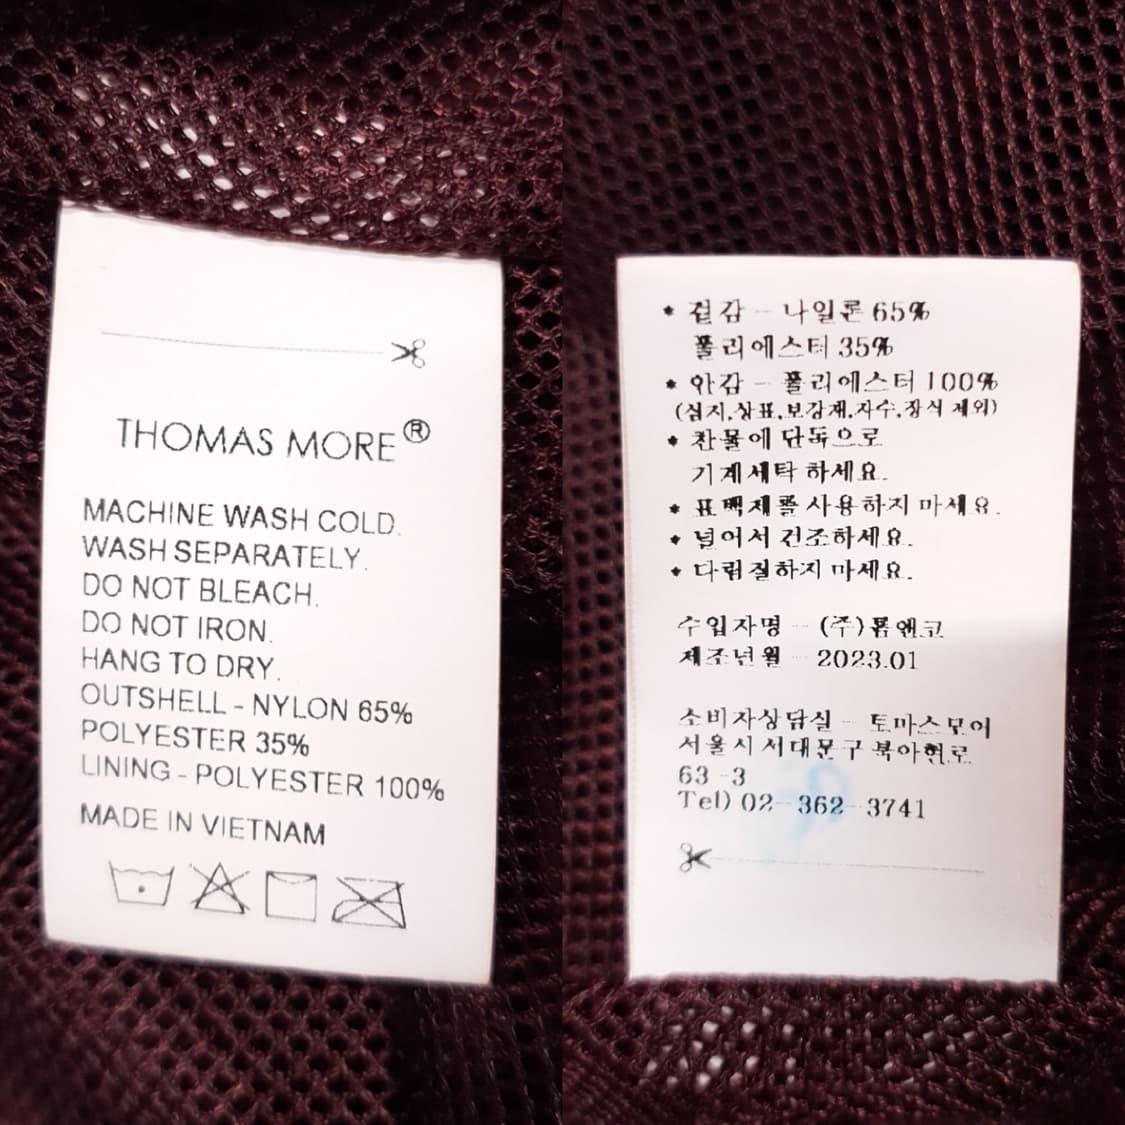 THOMAS MORE®
MACHINE WASH COLD.
WASH SEPARATELY.
DO NOT BLEACH.
DO NOT IRON.
HANG TO DRY.
OUTSHELL - NYLON 65%
POLYESTER 35%
LINING - POLYESTER 100%
MADE IN VIETNAM
* 겉감 - 나일론 65%
폴리에스터 35%
* 안감 - 폴리에스터 100%
(심지,상표,보강재,자수,장식 제외)
* 찬물에 단독으로
기계세탁 하세요.
* 표백제를 사용하지 마세요.
* 널어서 건조하세요.
* 다림질하지 마세요.
수입자명 - (주)톰앤코
제조년월 - 2023.01
소비자상담실 - 토마스모어
서울시 서대문구 북아현로
63-3
Tel) 02-362-3741